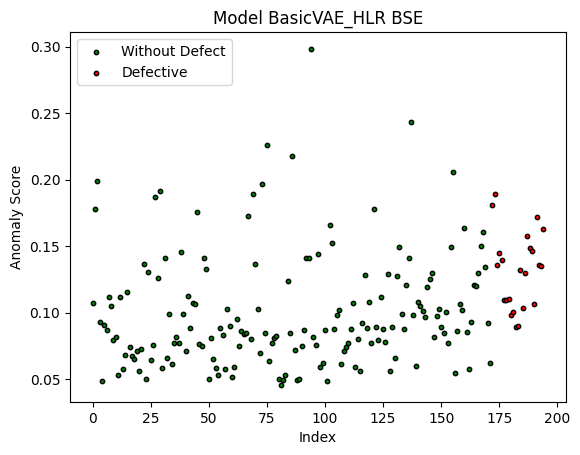 Model BasicVAE_HLR BSE
Without Defect
Defective
0.30
0.25
0.20
0.15
0.10
0.05
Anomaly Score
0 25 50 75 100 125 150 175 200
Index